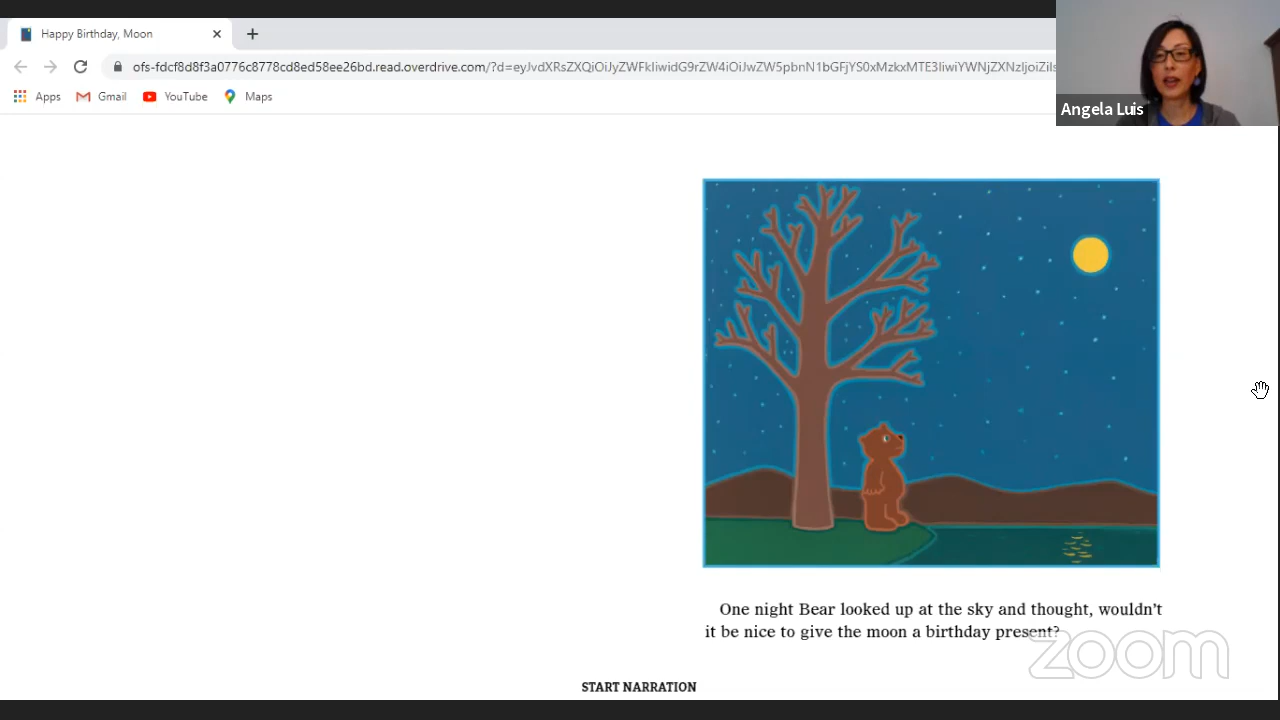 Happy Birthday, Moon
ofs-fdcf8d8f3a0776c8778cd8ed58ee26bd.read.overdrive.com/?d=
Apps Gmail YouTube Maps
Angela Luis
One night Bear looked up at the sky and thought, wouldn't
it be nice to give the moon a birthday present?
zoom
START NARRATION